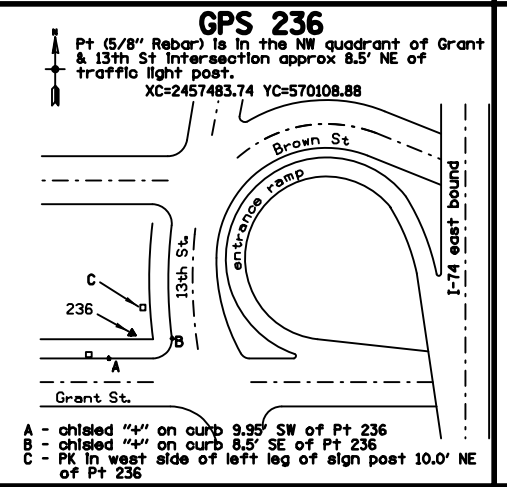 GPS 236
Pt (5/8" Rebar) is in the NW quadrant of Grant
& 13th St intersection approx 8.5' NE of
traffic light post.
XC=2457483.74 YC=570108.88
Brown St
entrance ramp
I-74 east bound
13th St.
C
236
B
A
Grant St.
A - chisled "+" on curb 9.95' SW of Pt 236
B - chisled "+" on curb 8.5' SE of Pt 236
C - PK in west side of left leg of sign post 10.0' NE
of Pt 236